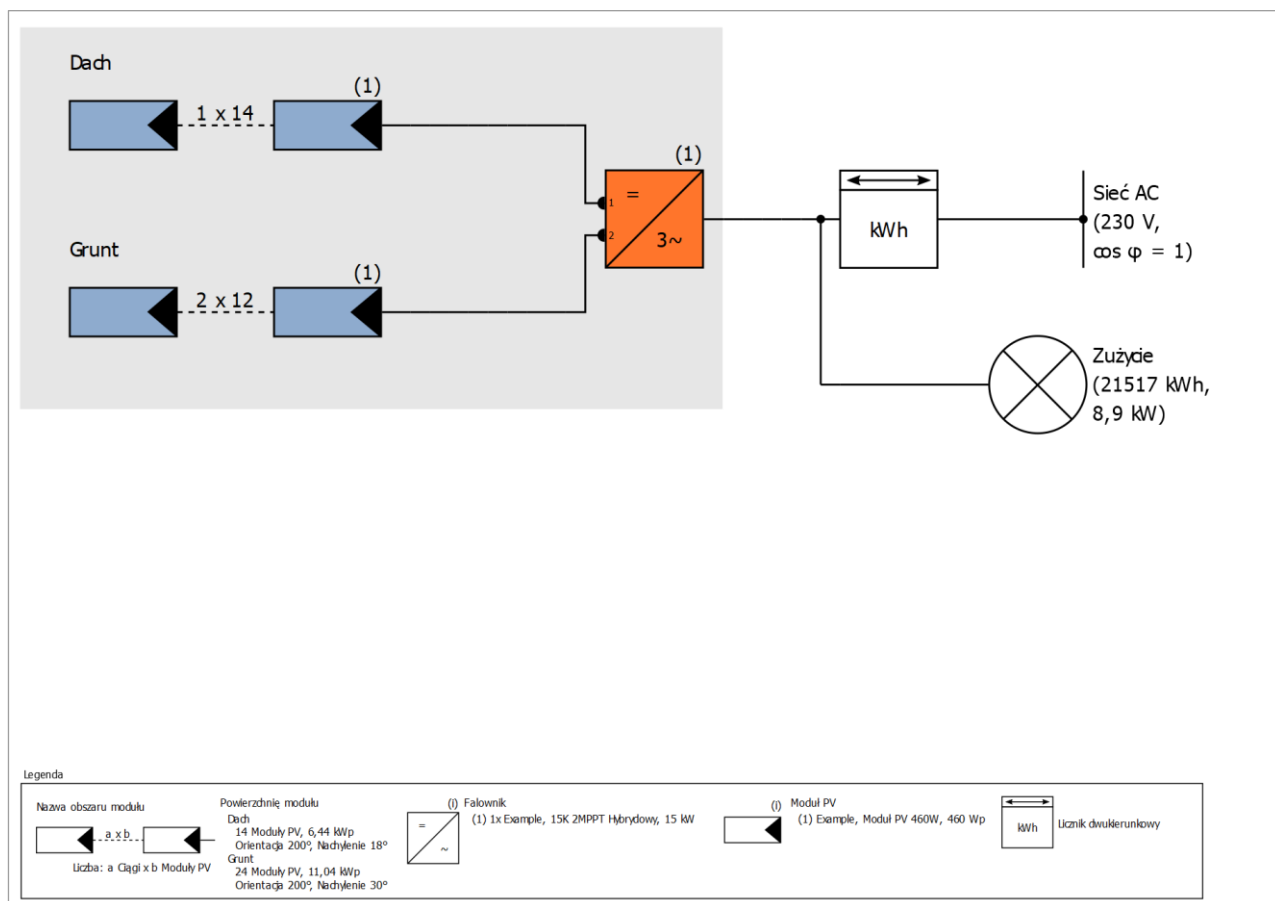 Dach
1 x 14
(1)
(1)
=
1
2
3~
kWh
Sieć AC
(230 V,
cos φ = 1)
Grunt
2 x 12
(1)
Zużycie
(21517 kWh,
8,9 kW)
Legenda
Nazwa obszaru modułu
a x b
Liczba: a Ciągi x b Moduły PV
Powierzchnię modułu
Dach
14 Moduły PV, 6,44 kWp
Orientacja 200°, Nachylenie 18°
Grunt
24 Moduły PV, 11,04 kWp
Orientacja 200°, Nachylenie 30°
=
~
(i) Falownik
(1) 1x Example, 15K 2MPPT Hybrydowy, 15 kW
(i) Moduł PV
(1) Example, Moduł PV 460W, 460 Wp
kWh
Licznik dwukierunkowy